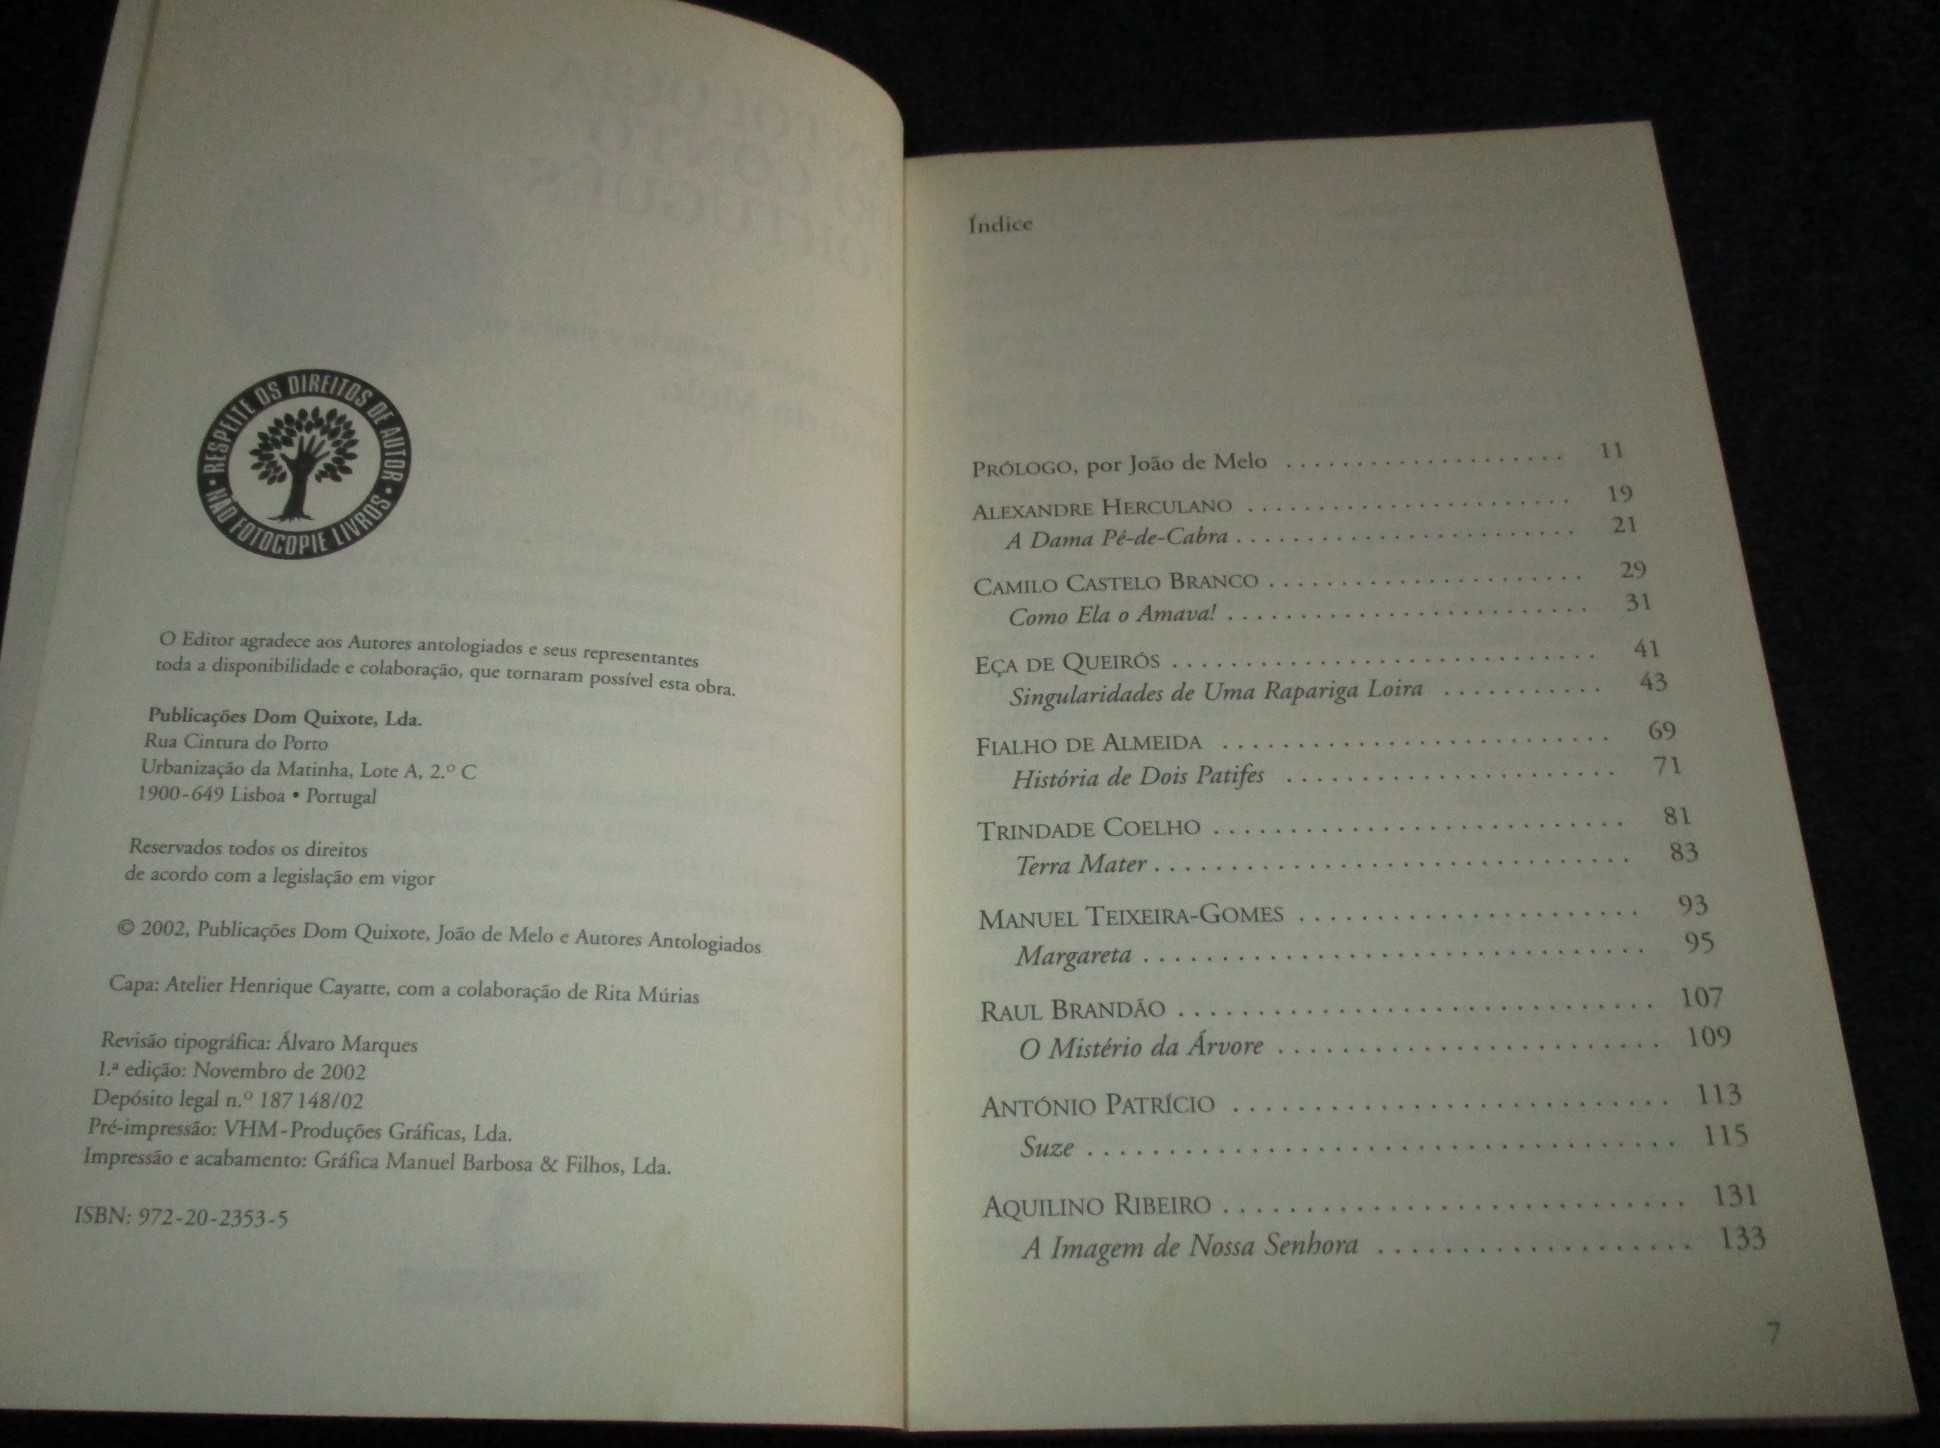 RESPEITE OS DIREITOS DE AUTOR • NÃO FOTOCOPIE LIVROS •
O Editor agradece aos Autores antologiados e seus representantes
toda a disponibilidade e colaboração, que tornaram possível esta obra.
Publicações Dom Quixote, Lda.
Rua Cintura do Porto
Urbanização da Matinha, Lote A, 2.º C
1900-649 Lisboa • Portugal
Reservados todos os direitos
de acordo com a legislação em vigor
© 2002, Publicações Dom Quixote, João de Melo e Autores Antologiados
Capa: Atelier Henrique Cayatte, com a colaboração de Rita Múrias
Revisão tipográfica: Álvaro Marques
1.ª edição: Novembro de 2002
Depósito legal n.º 187 148/02
Pré-impressão: VHM-Produções Gráficas, Lda.
Impressão e acabamento: Gráfica Manuel Barbosa & Filhos, Lda.
ISBN: 972-20-2353-5
Índice
PRÓLOGO, por João de Melo .................... 11
ALEXANDRE HERCULANO ........................ 19
A Dama Pé-de-Cabra ......................... 21
CAMILO CASTELO BRANCO ....................... 29
Como Ela o Amava! .......................... 31
EÇA DE QUEIRÓS .............................. 41
Singularidades de Uma Rapariga Loira ........... 43
FIALHO DE ALMEIDA ........................... 69
História de Dois Patifes ........................ 71
TRINDADE COELHO ............................. 81
Terra Mater ................................ 83
MANUEL TEIXEIRA-GOMES ....................... 93
Margareta .................................. 95
RAUL BRANDÃO ............................... 107
O Mistério da Árvore ......................... 109
ANTÓNIO PATRÍCIO ............................ 113
Suze ...................................... 115
AQUILINO RIBEIRO ............................. 131
A Imagem de Nossa Senhora .................... 133
7